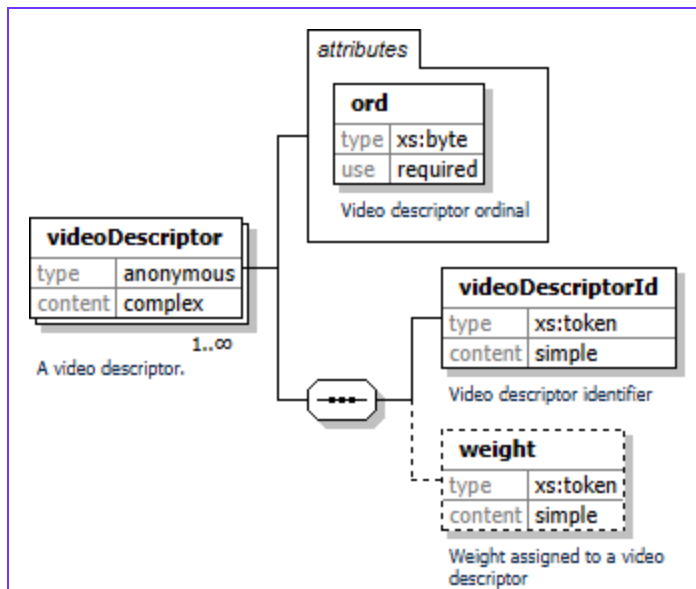 attributes
ord
type xs:byte
use required
Video descriptor ordinal
videoDescriptor
type anonymous
content complex
1..∞
A video descriptor.
videoDescriptorId
type xs:token
content simple
Video descriptor identifier
weight
type xs:token
content simple
Weight assigned to a video
descriptor